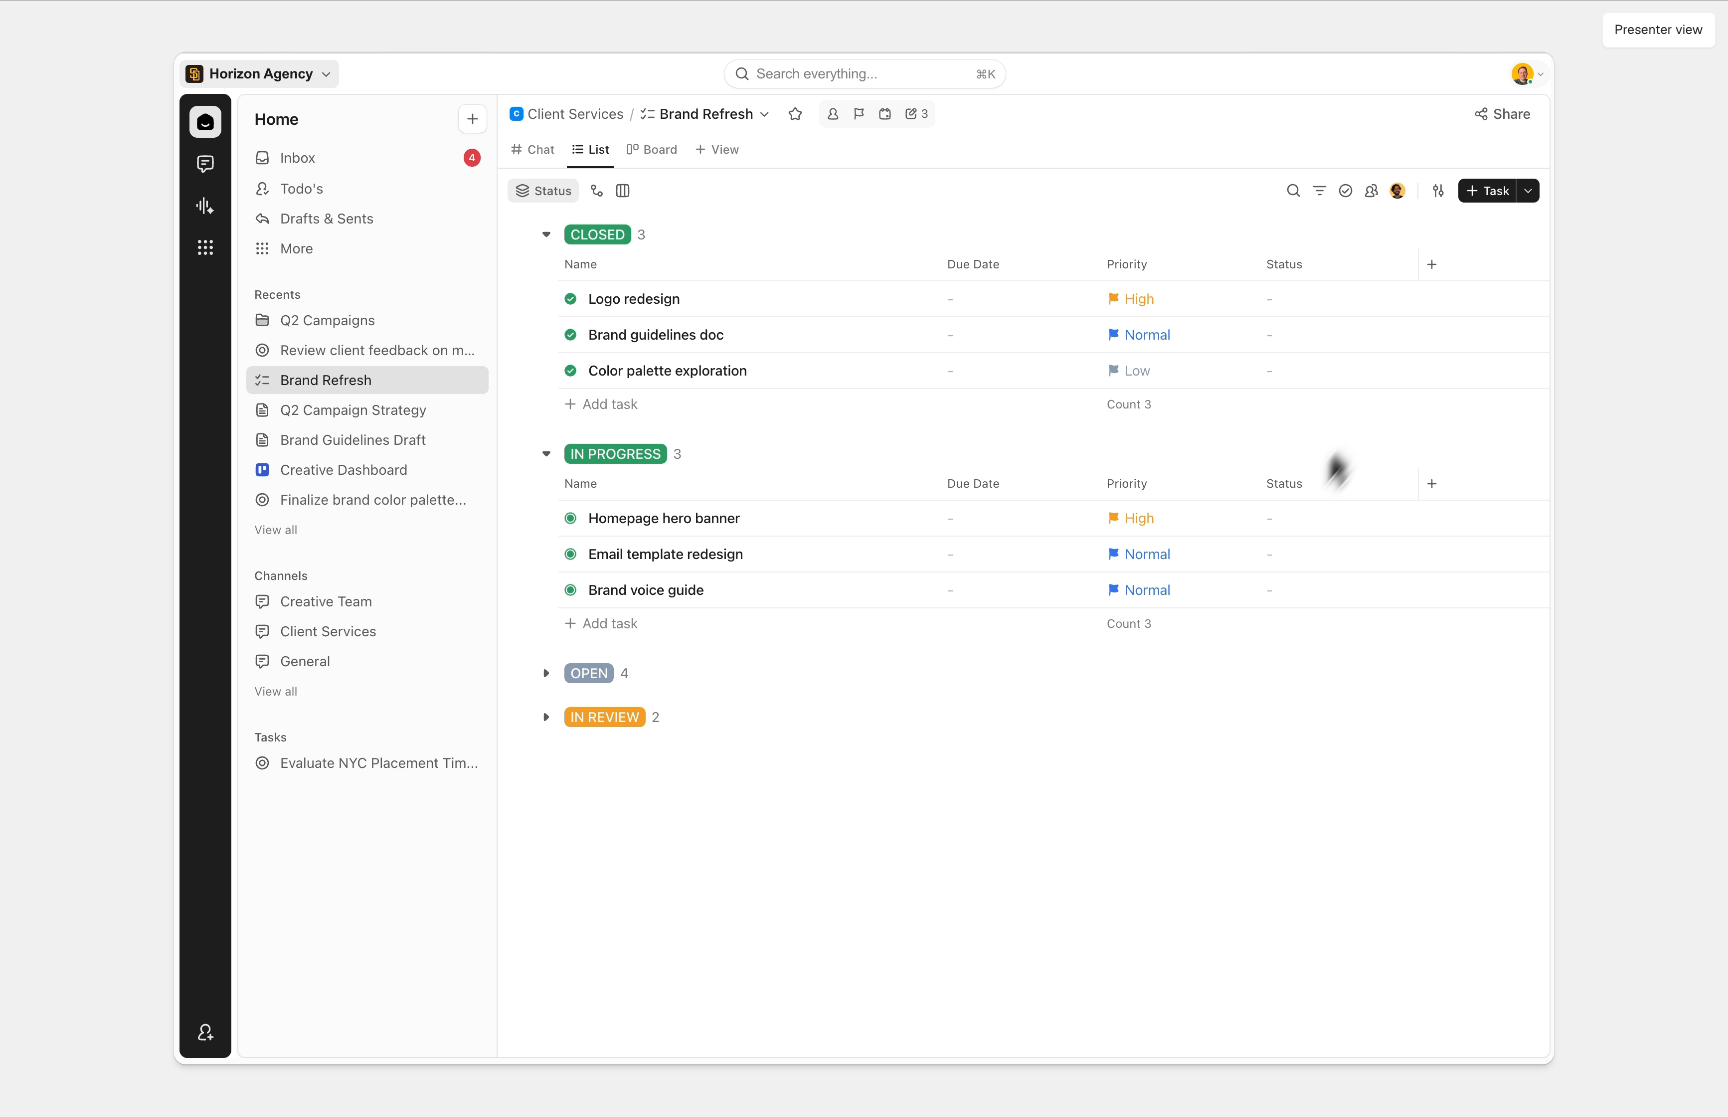 Presenter view
Horizon Agency
Search everything...
⌘K
Home
Inbox
4
Todo's
Drafts & Sents
More
Recents
Q2 Campaigns
Review client feedback on m...
Brand Refresh
Q2 Campaign Strategy
Brand Guidelines Draft
Creative Dashboard
Finalize brand color palette...
View all
Channels
Creative Team
Client Services
General
View all
Tasks
Evaluate NYC Placement Tim...
C Client Services / Brand Refresh
3
Share
# Chat
List
Board
+ View
Status
+ Task
CLOSED 3
Name Due Date Priority Status +
Logo redesign - High -
Brand guidelines doc - Normal -
Color palette exploration - Low -
+ Add task Count 3
IN PROGRESS 3
Name Due Date Priority Status +
Homepage hero banner - High -
Email template redesign - Normal -
Brand voice guide - Normal -
+ Add task Count 3
OPEN 4
IN REVIEW 2